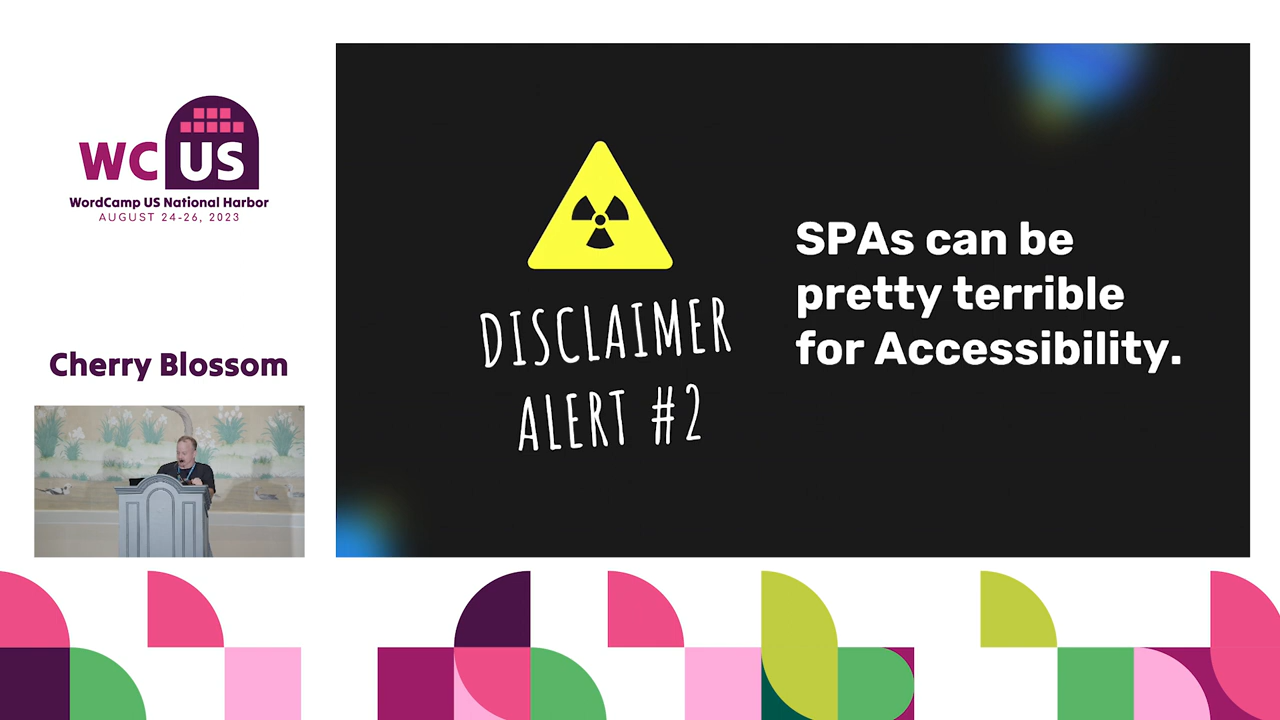 WC US
WordCamp US National Harbor
AUGUST 24-26, 2023
Cherry Blossom
DISCLAIMER
ALERT #2
SPAs can be
pretty terrible
for Accessibility.